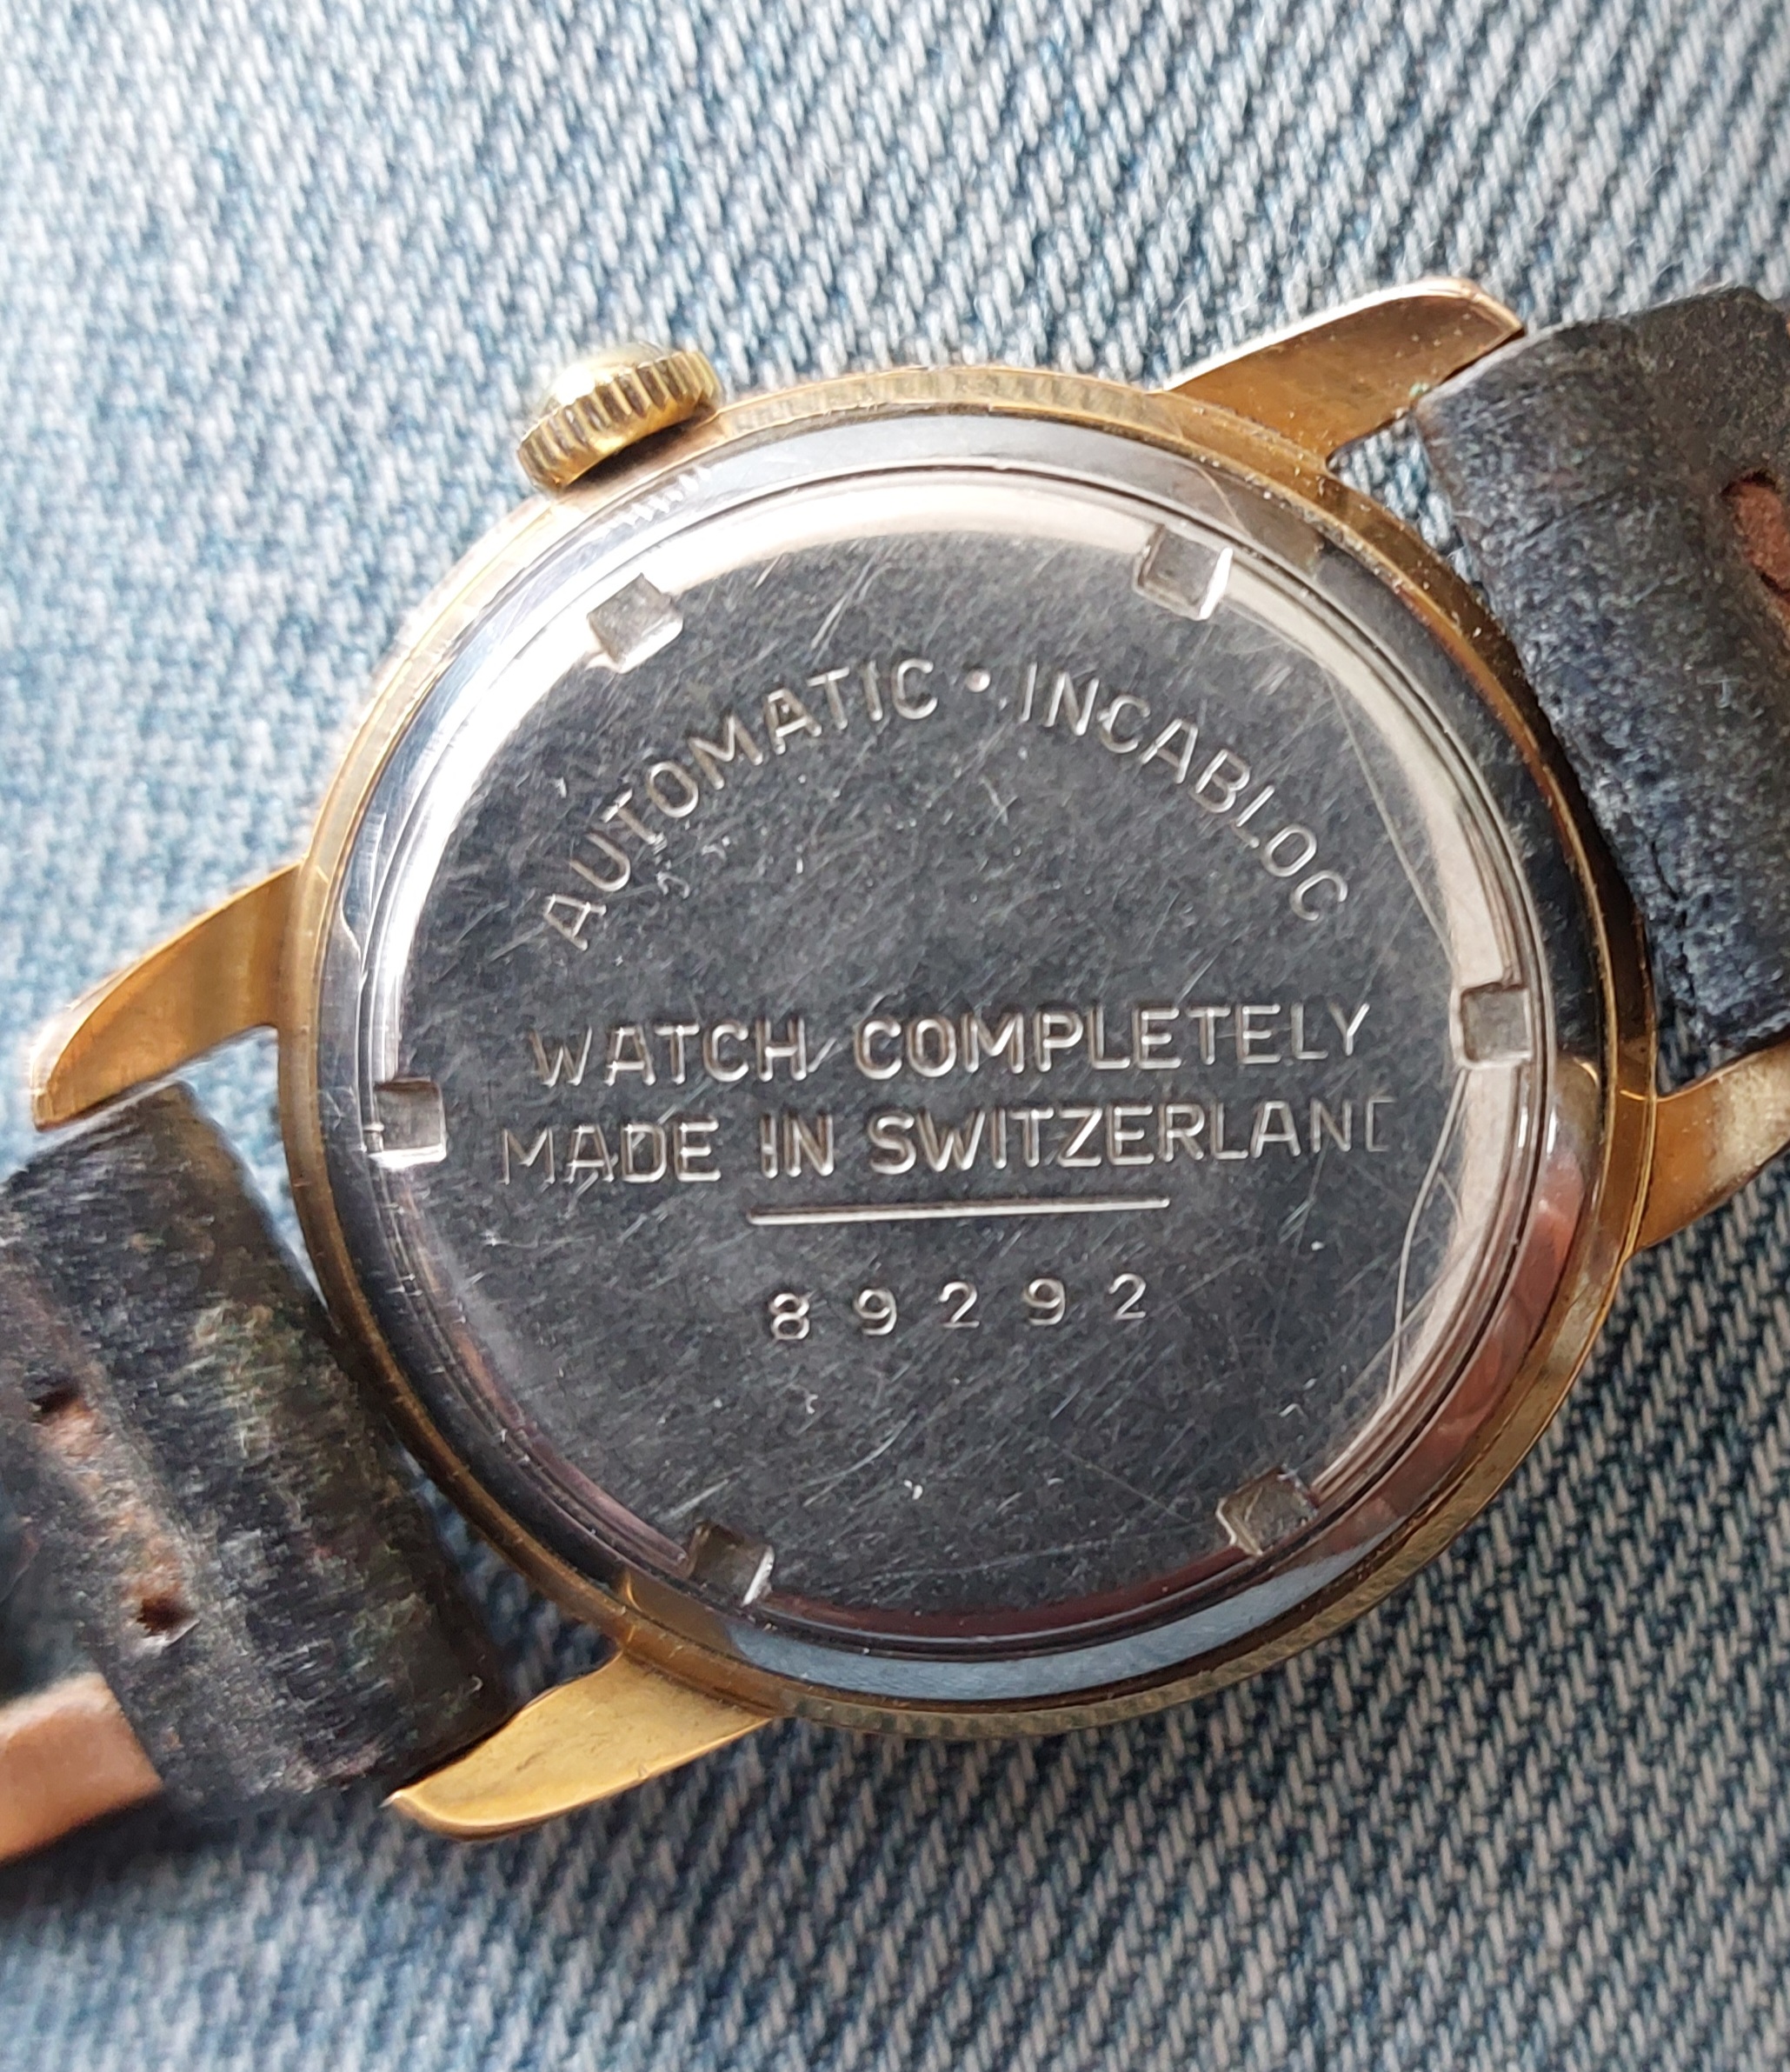 AUTOMATIC • INCABLOC
WATCH COMPLETELY
MADE IN SWITZERLAND
89292